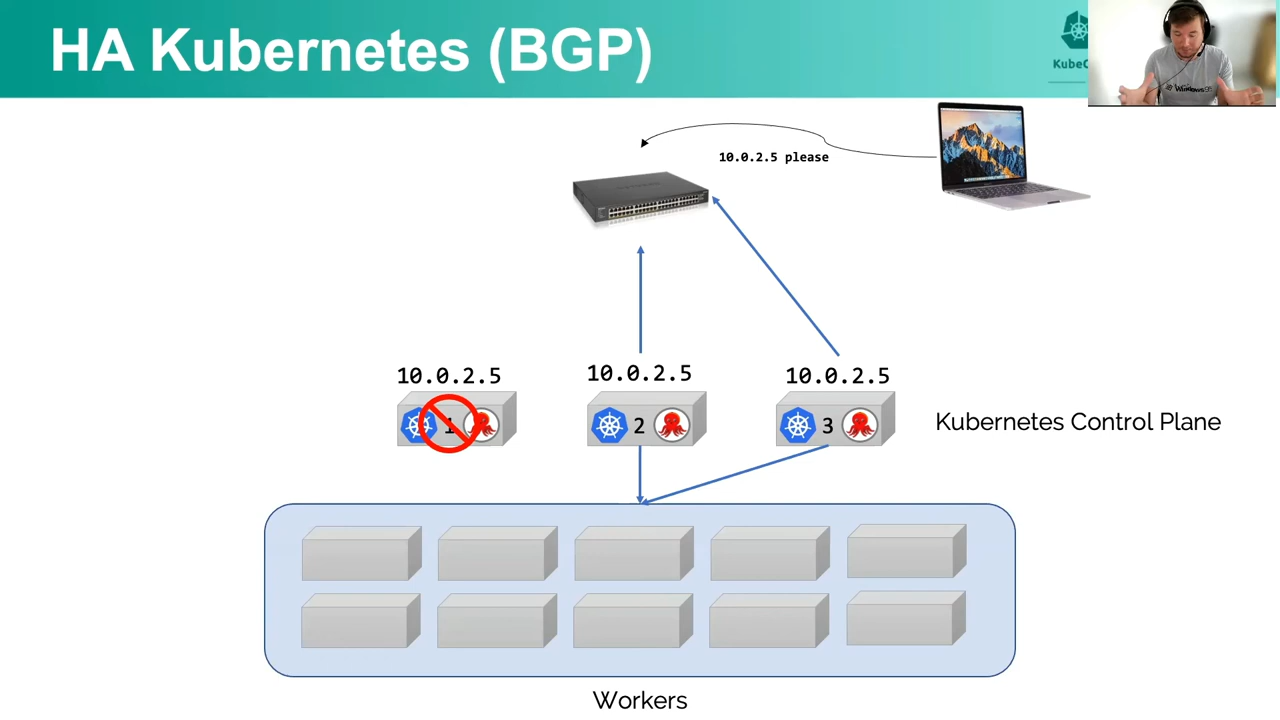 HA Kubernetes (BGP)
10.0.2.5 please
10.0.2.5
10.0.2.5
10.0.2.5
1
2
3
Kubernetes Control Plane
Workers